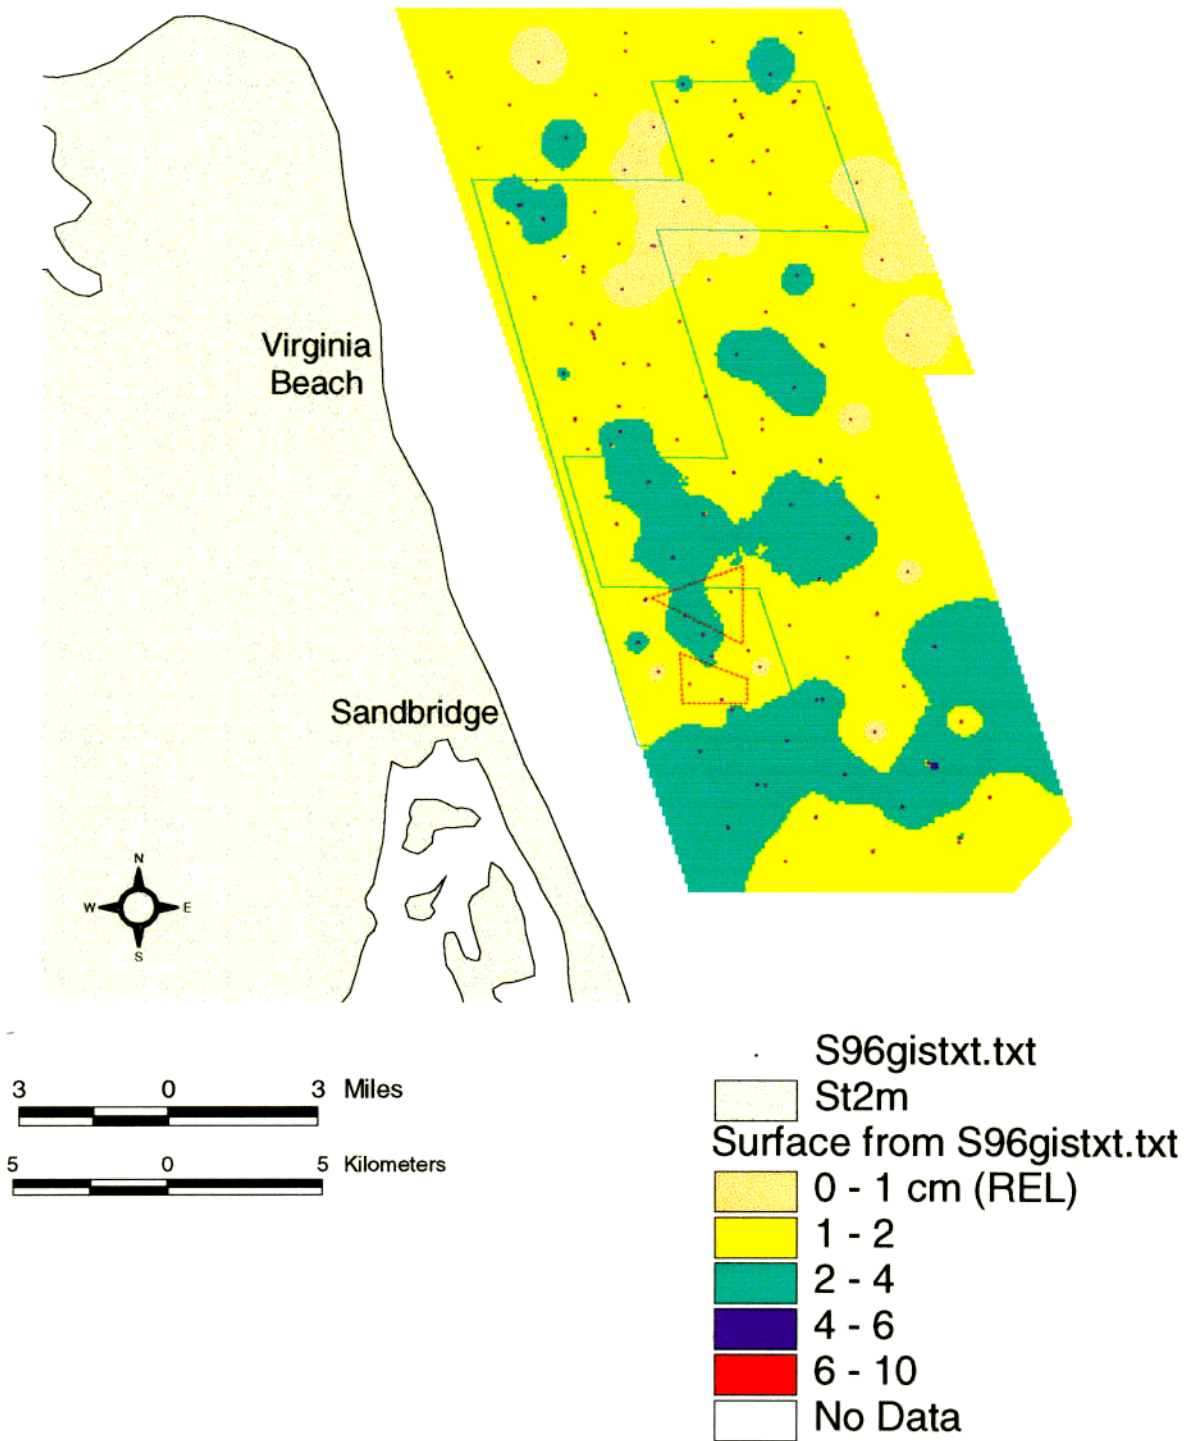 Virginia
Beach
Sandbridge
N
W E
S
3 0 3 Miles
5 0 5 Kilometers
S96gistxt.txt
St2m
Surface from S96gistxt.txt
0 - 1 cm (REL)
1 - 2
2 - 4
4 - 6
6 - 10
No Data